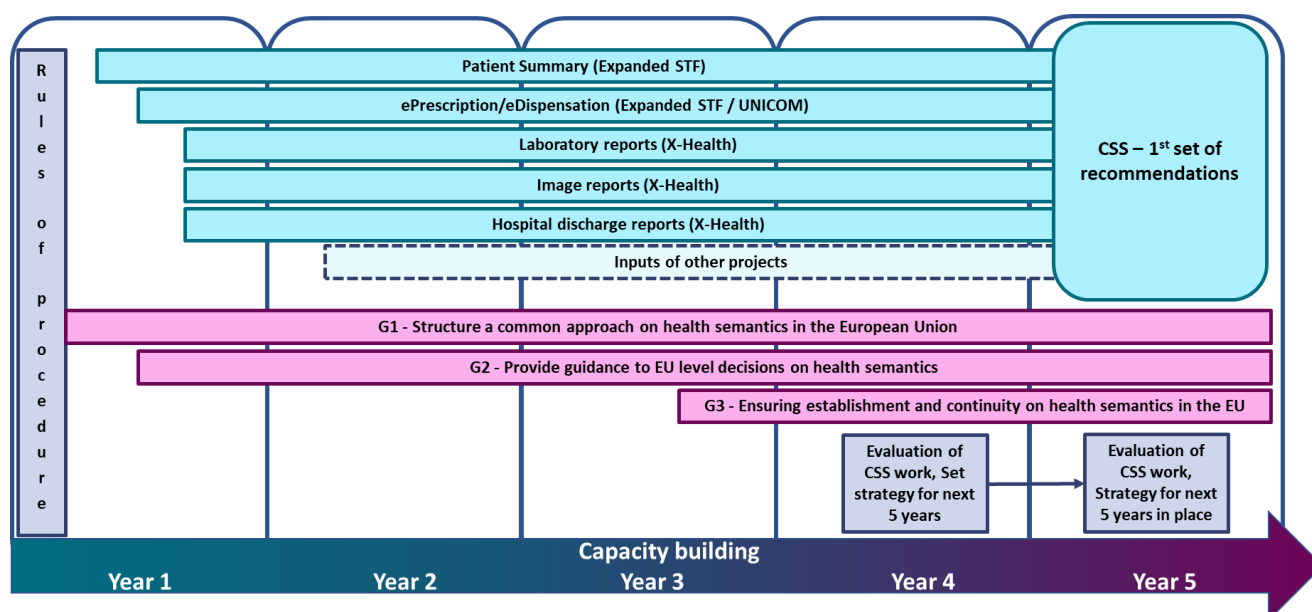 Rules of procedure
Patient Summary (Expanded STF)
ePrescription/eDispensation (Expanded STF / UNICOM)
Laboratory reports (X-Health)
Image reports (X-Health)
Hospital discharge reports (X-Health)
Inputs of other projects
CSS – 1st set of
recommendations
G1 - Structure a common approach on health semantics in the European Union
G2 - Provide guidance to EU level decisions on health semantics
G3 - Ensuring establishment and continuity on health semantics in the EU
Evaluation of
CSS work, Set
strategy for next
5 years
Evaluation of
CSS work,
Strategy for next
5 years in place
Capacity building
Year 1
Year 2
Year 3
Year 4
Year 5